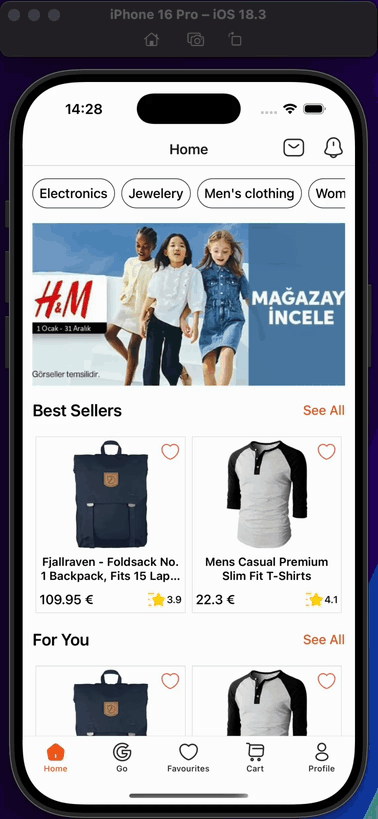 iPhone 16 Pro – iOS 18.3
14:28
Home
Electronics
Jewelery
Men's clothing
Wom
H&M
1 Ocak - 31 Aralık
MAĞAZAY
İNCELE
Görseller temsilidir.
Best Sellers
See All
Fjallraven - Foldsack No.
1 Backpack, Fits 15 Lap...
109.95 €
3.9
Mens Casual Premium
Slim Fit T-Shirts
22.3 €
4.1
For You
See All
Home
Go
Favourites
Cart
Profile